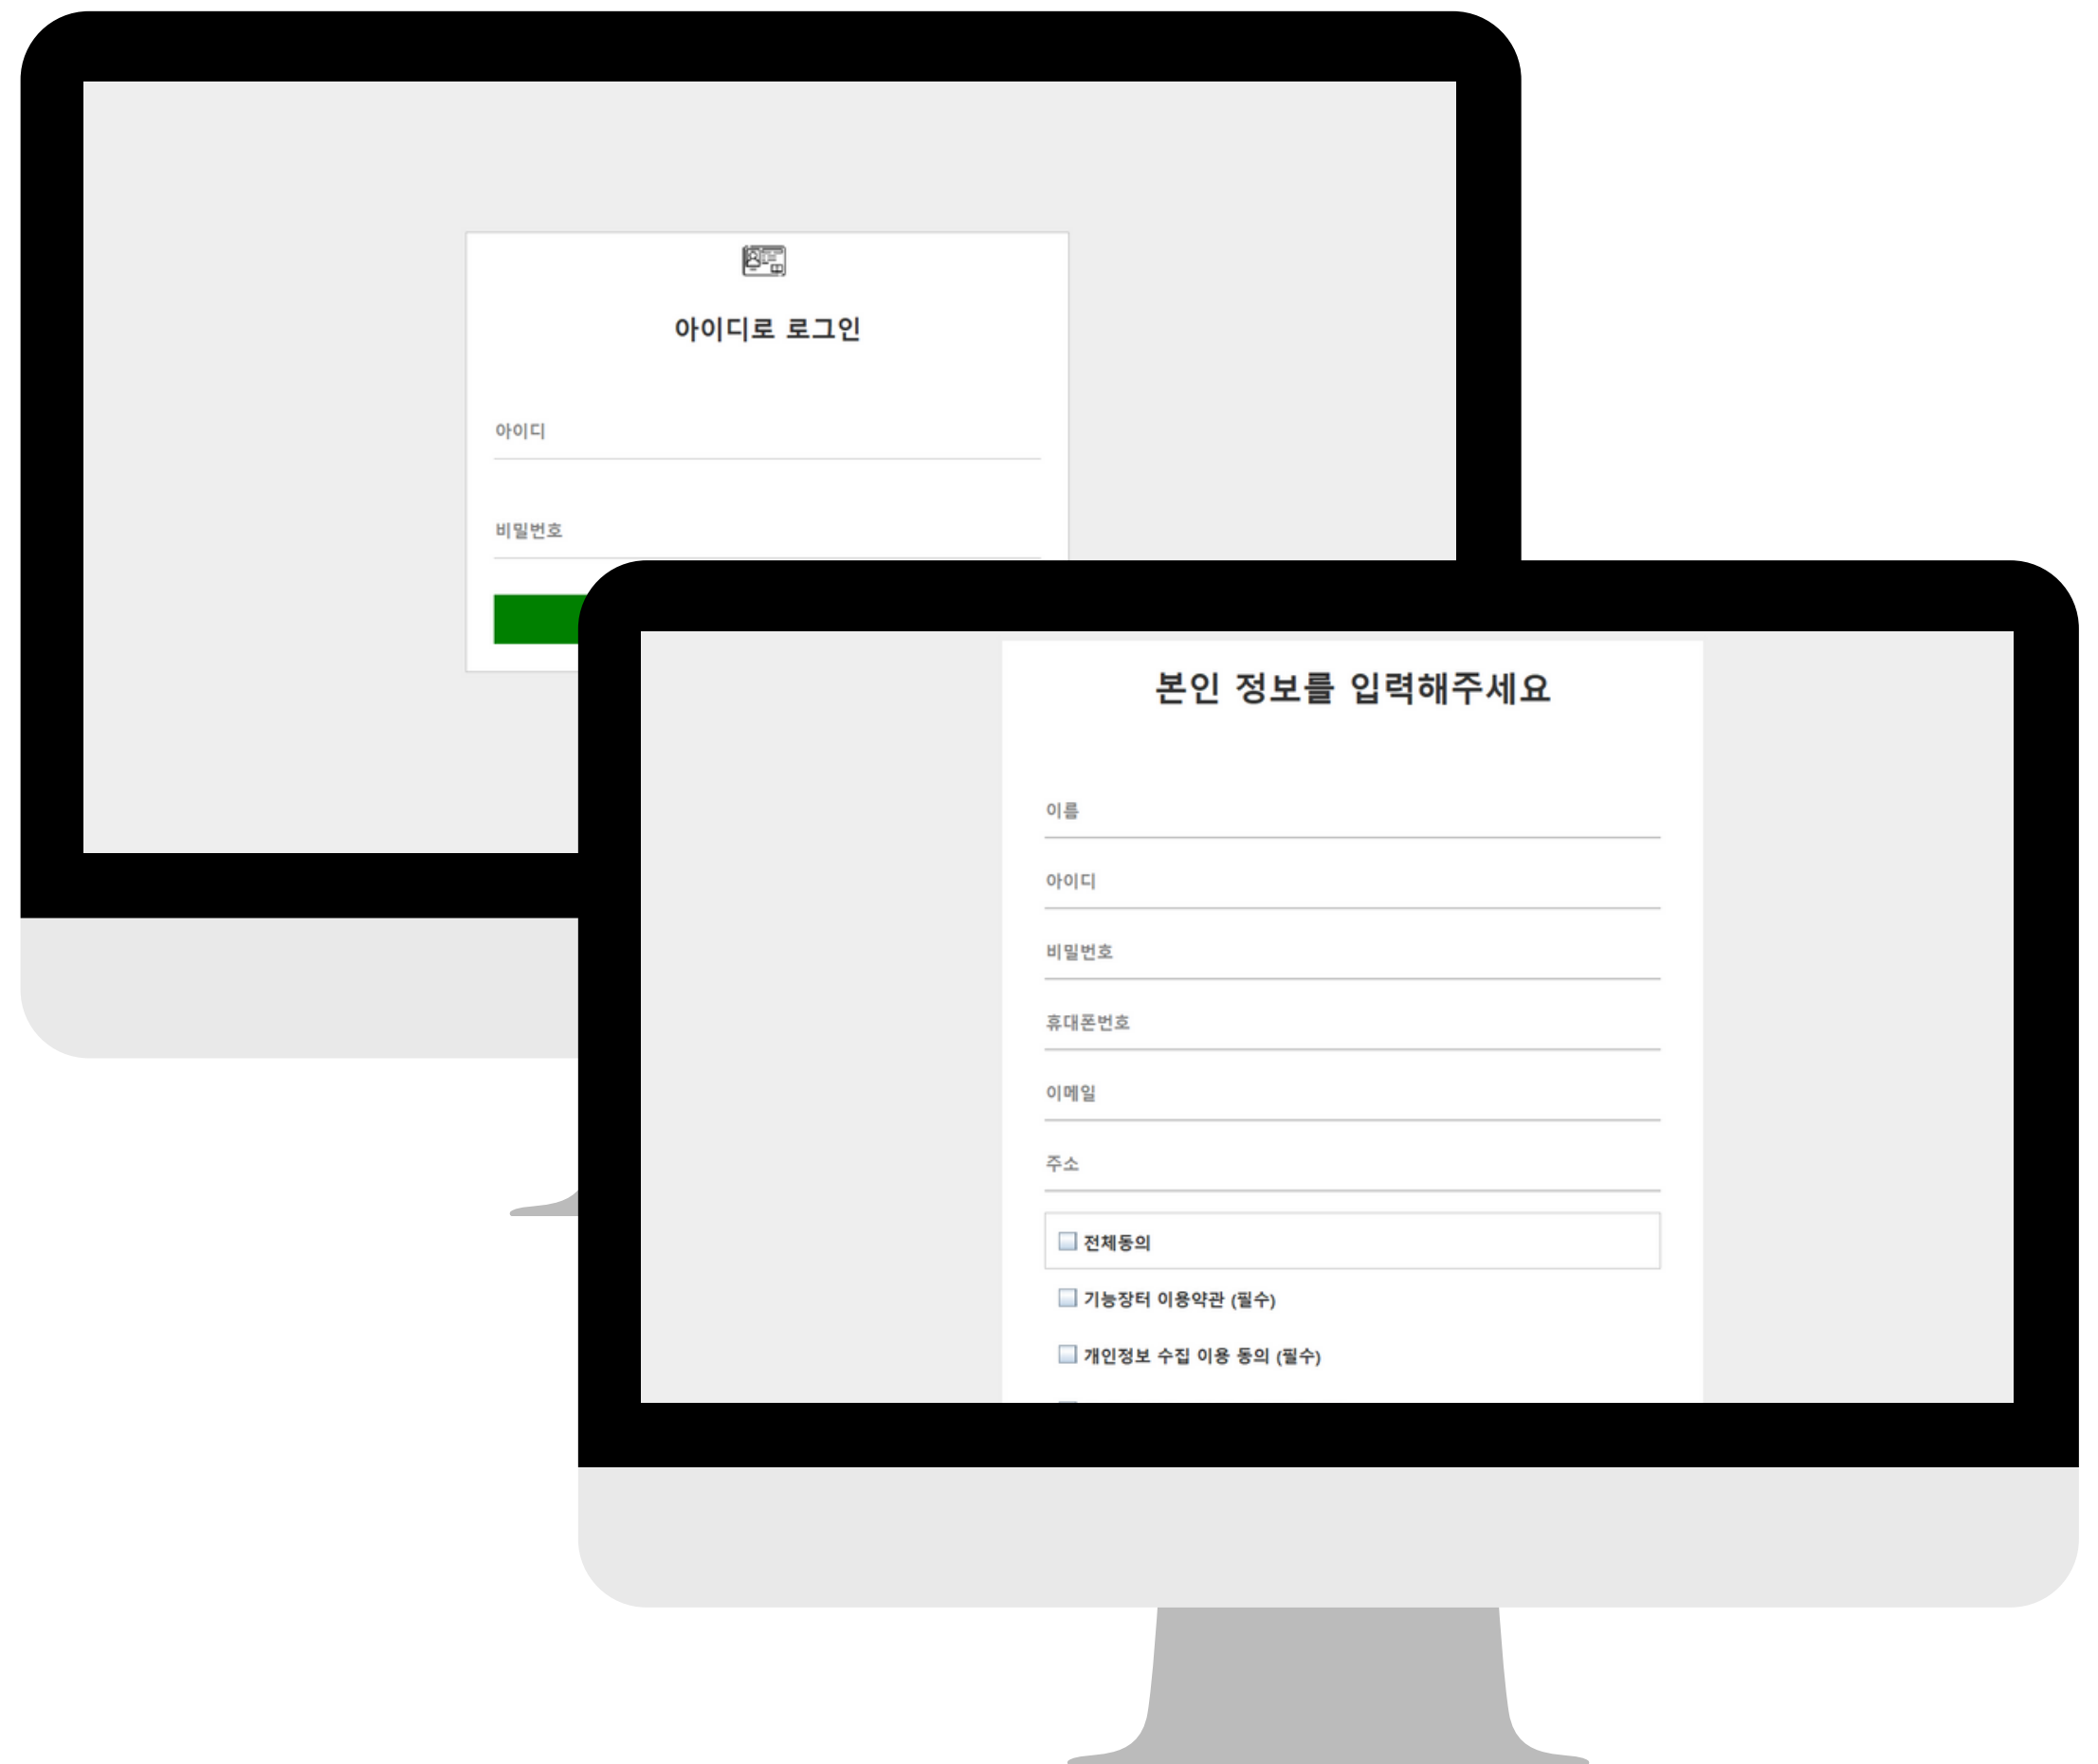 아이디로 로그인
아이디
비밀번호
본인 정보를 입력해주세요
이름
아이디
비밀번호
휴대폰번호
이메일
주소
전체동의
기능장터 이용약관 (필수)
개인정보 수집 이용 동의 (필수)